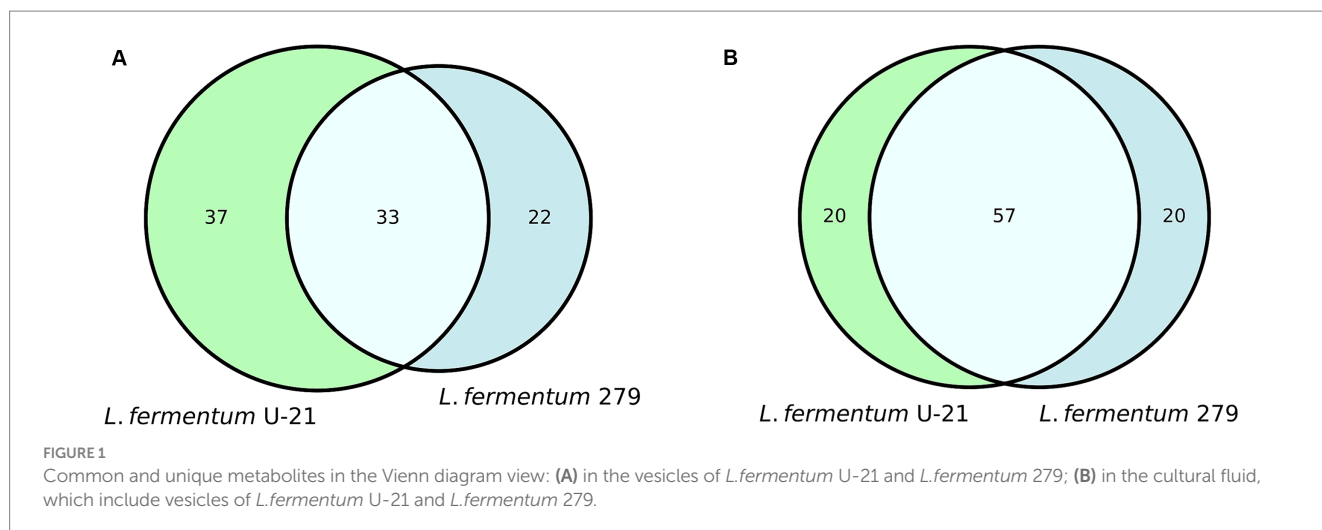 A
B
37
33
22
20
57
20
L.fermentum 279
L.fermentum U-21
L.fermentum U-21
L.fermentum 279
FIGURE 1
Common and unique metabolites in the Vienn diagram view: (A) in the vesicles of L.fermentum U-21 and L.fermentum 279; (B) in the cultural fluid,
which include vesicles of L.fermentum U-21 and L.fermentum 279.